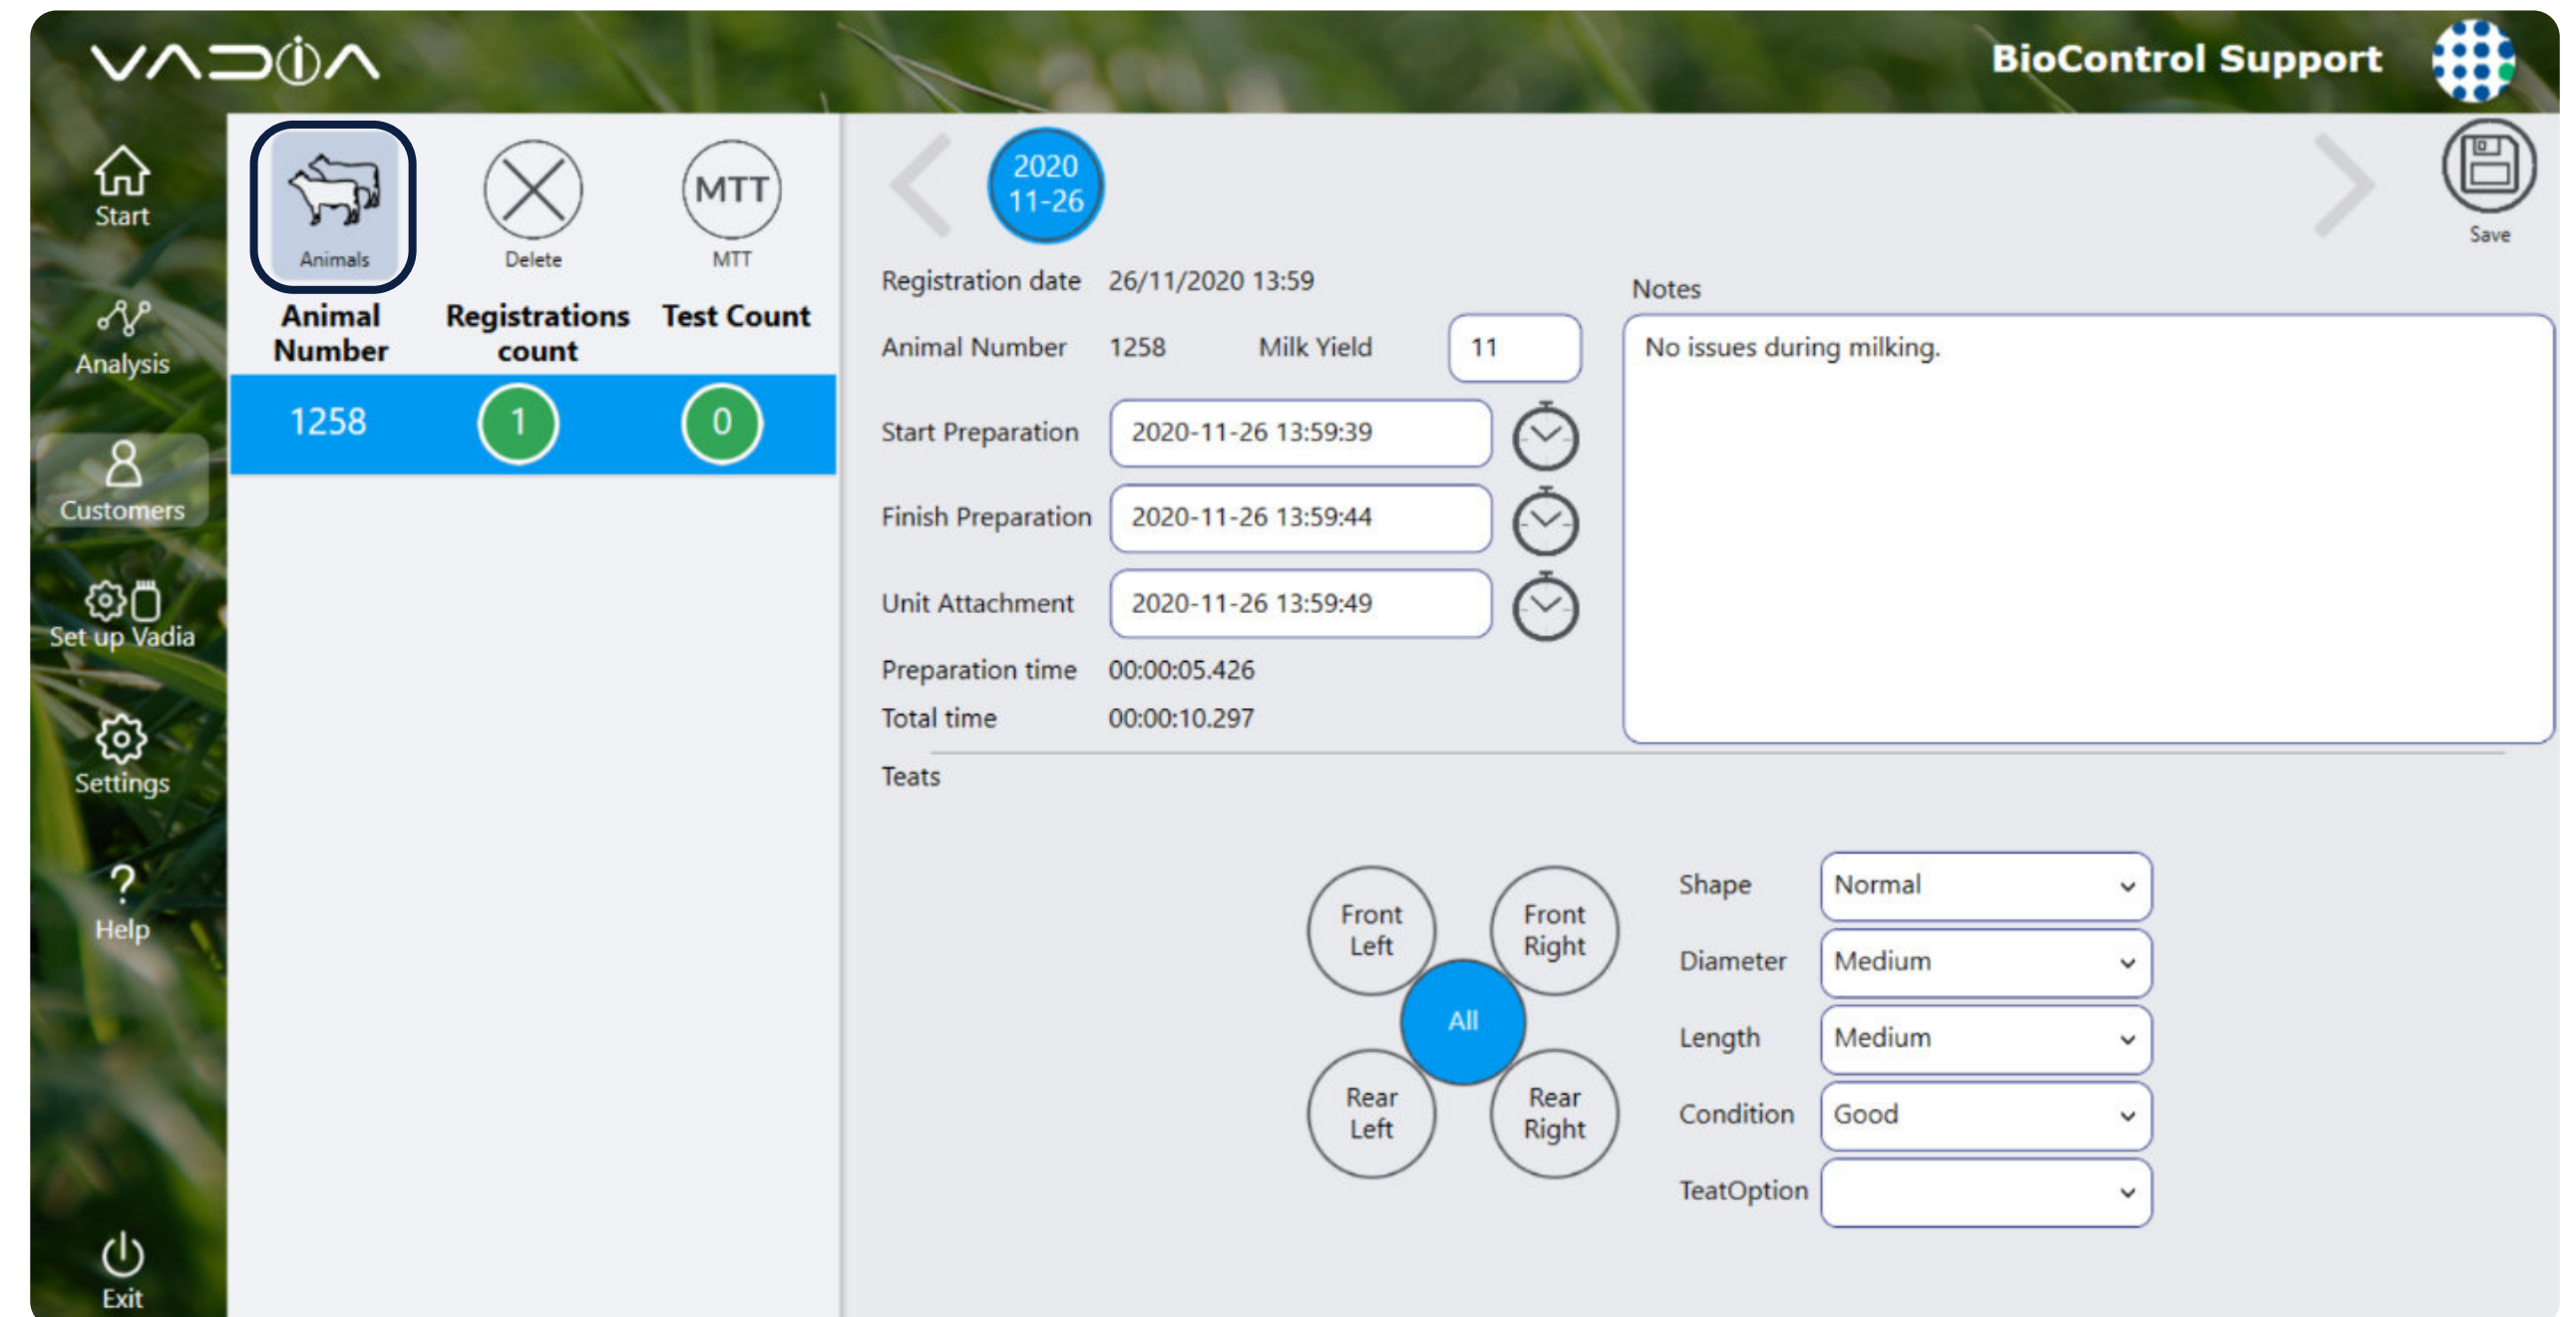 VADIA
BioControl Support
Start
Analysis
Customers
Set up Vadia
Settings
Help
Exit
Animals
Delete
MTT
MTT
Animal Number
Registrations count
Test Count
1258
1
0
2020
11-26
Save
Registration date 26/11/2020 13:59
Animal Number 1258 Milk Yield 11
Start Preparation 2020-11-26 13:59:39
Finish Preparation 2020-11-26 13:59:44
Unit Attachment 2020-11-26 13:59:49
Preparation time 00:00:05.426
Total time 00:00:10.297
Notes
No issues during milking.
Teats
Front
Left
Front
Right
All
Rear
Left
Rear
Right
Shape Normal
Diameter Medium
Length Medium
Condition Good
TeatOption